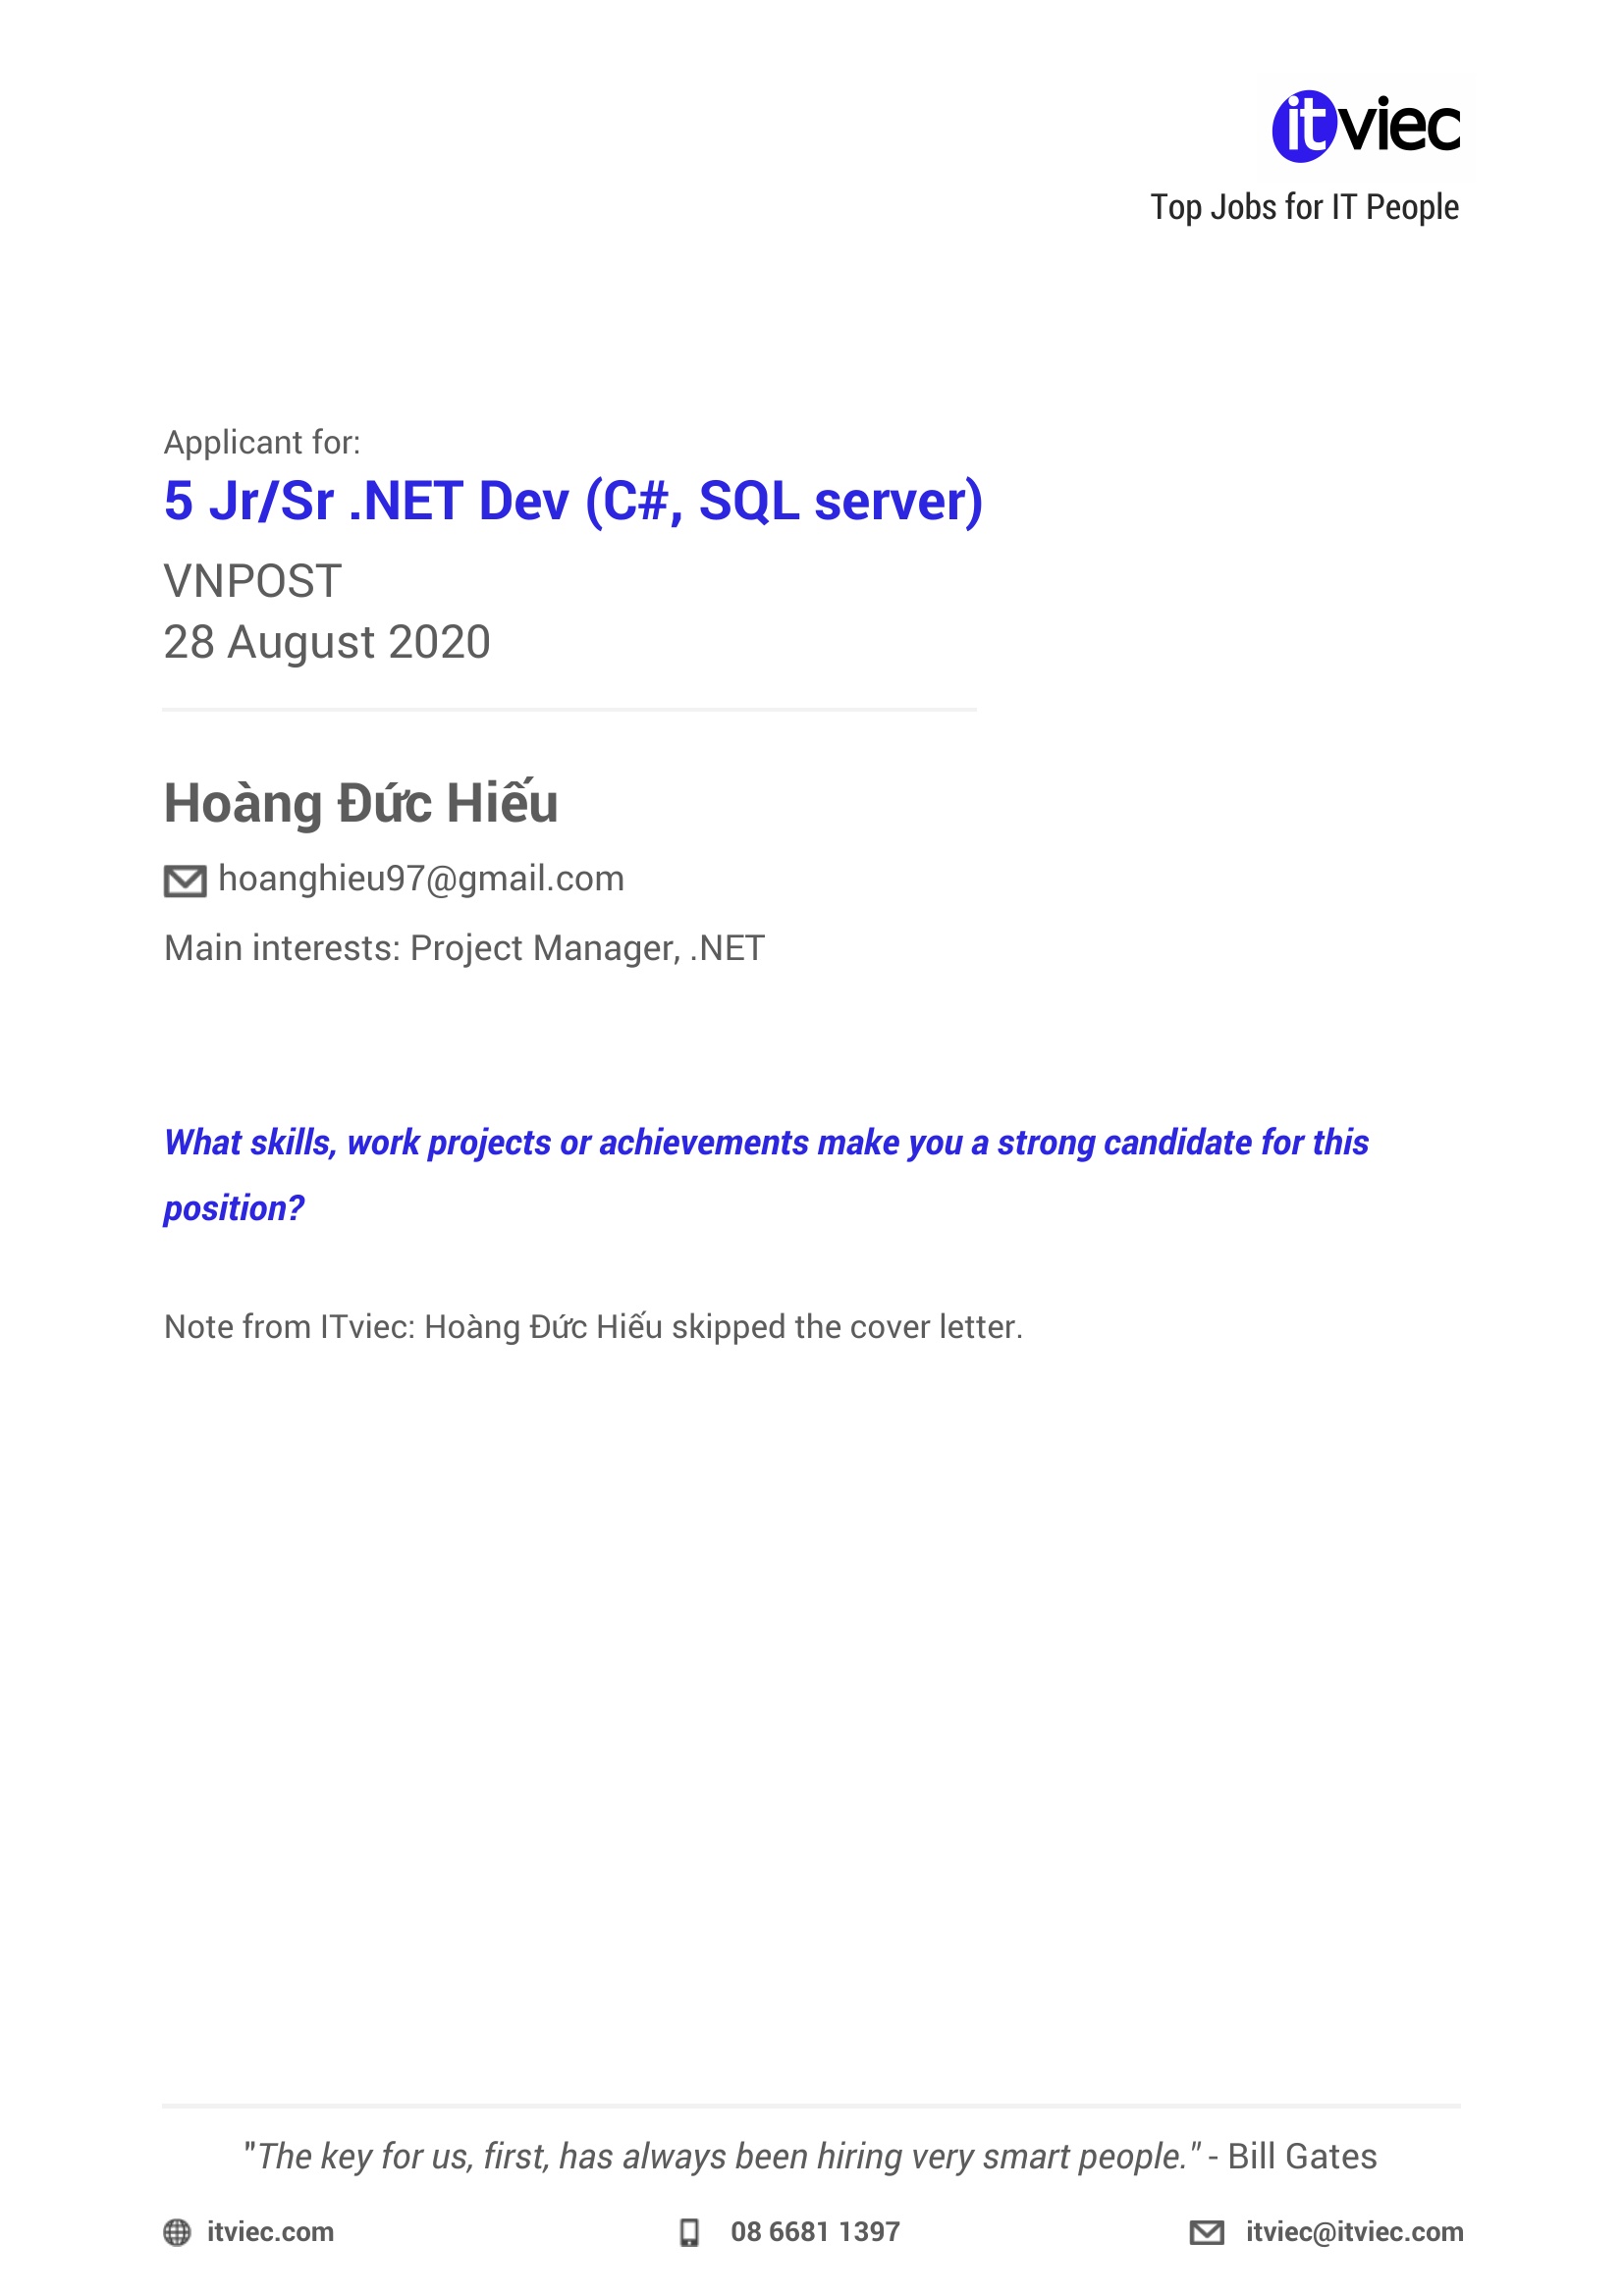 itviec
Top Jobs for IT People
Applicant for:
5 Jr/Sr .NET Dev (C#, SQL server)
VNPOST
28 August 2020
Hoàng Đức Hiếu
hoanghieu97@gmail.com
Main interests: Project Manager, .NET
What skills, work projects or achievements make you a strong candidate for this
position?
Note from ITviec: Hoàng Đức Hiếu skipped the cover letter.
"The key for us, first, has always been hiring very smart people." - Bill Gates
itviec.com 08 6681 1397 itviec@itviec.com